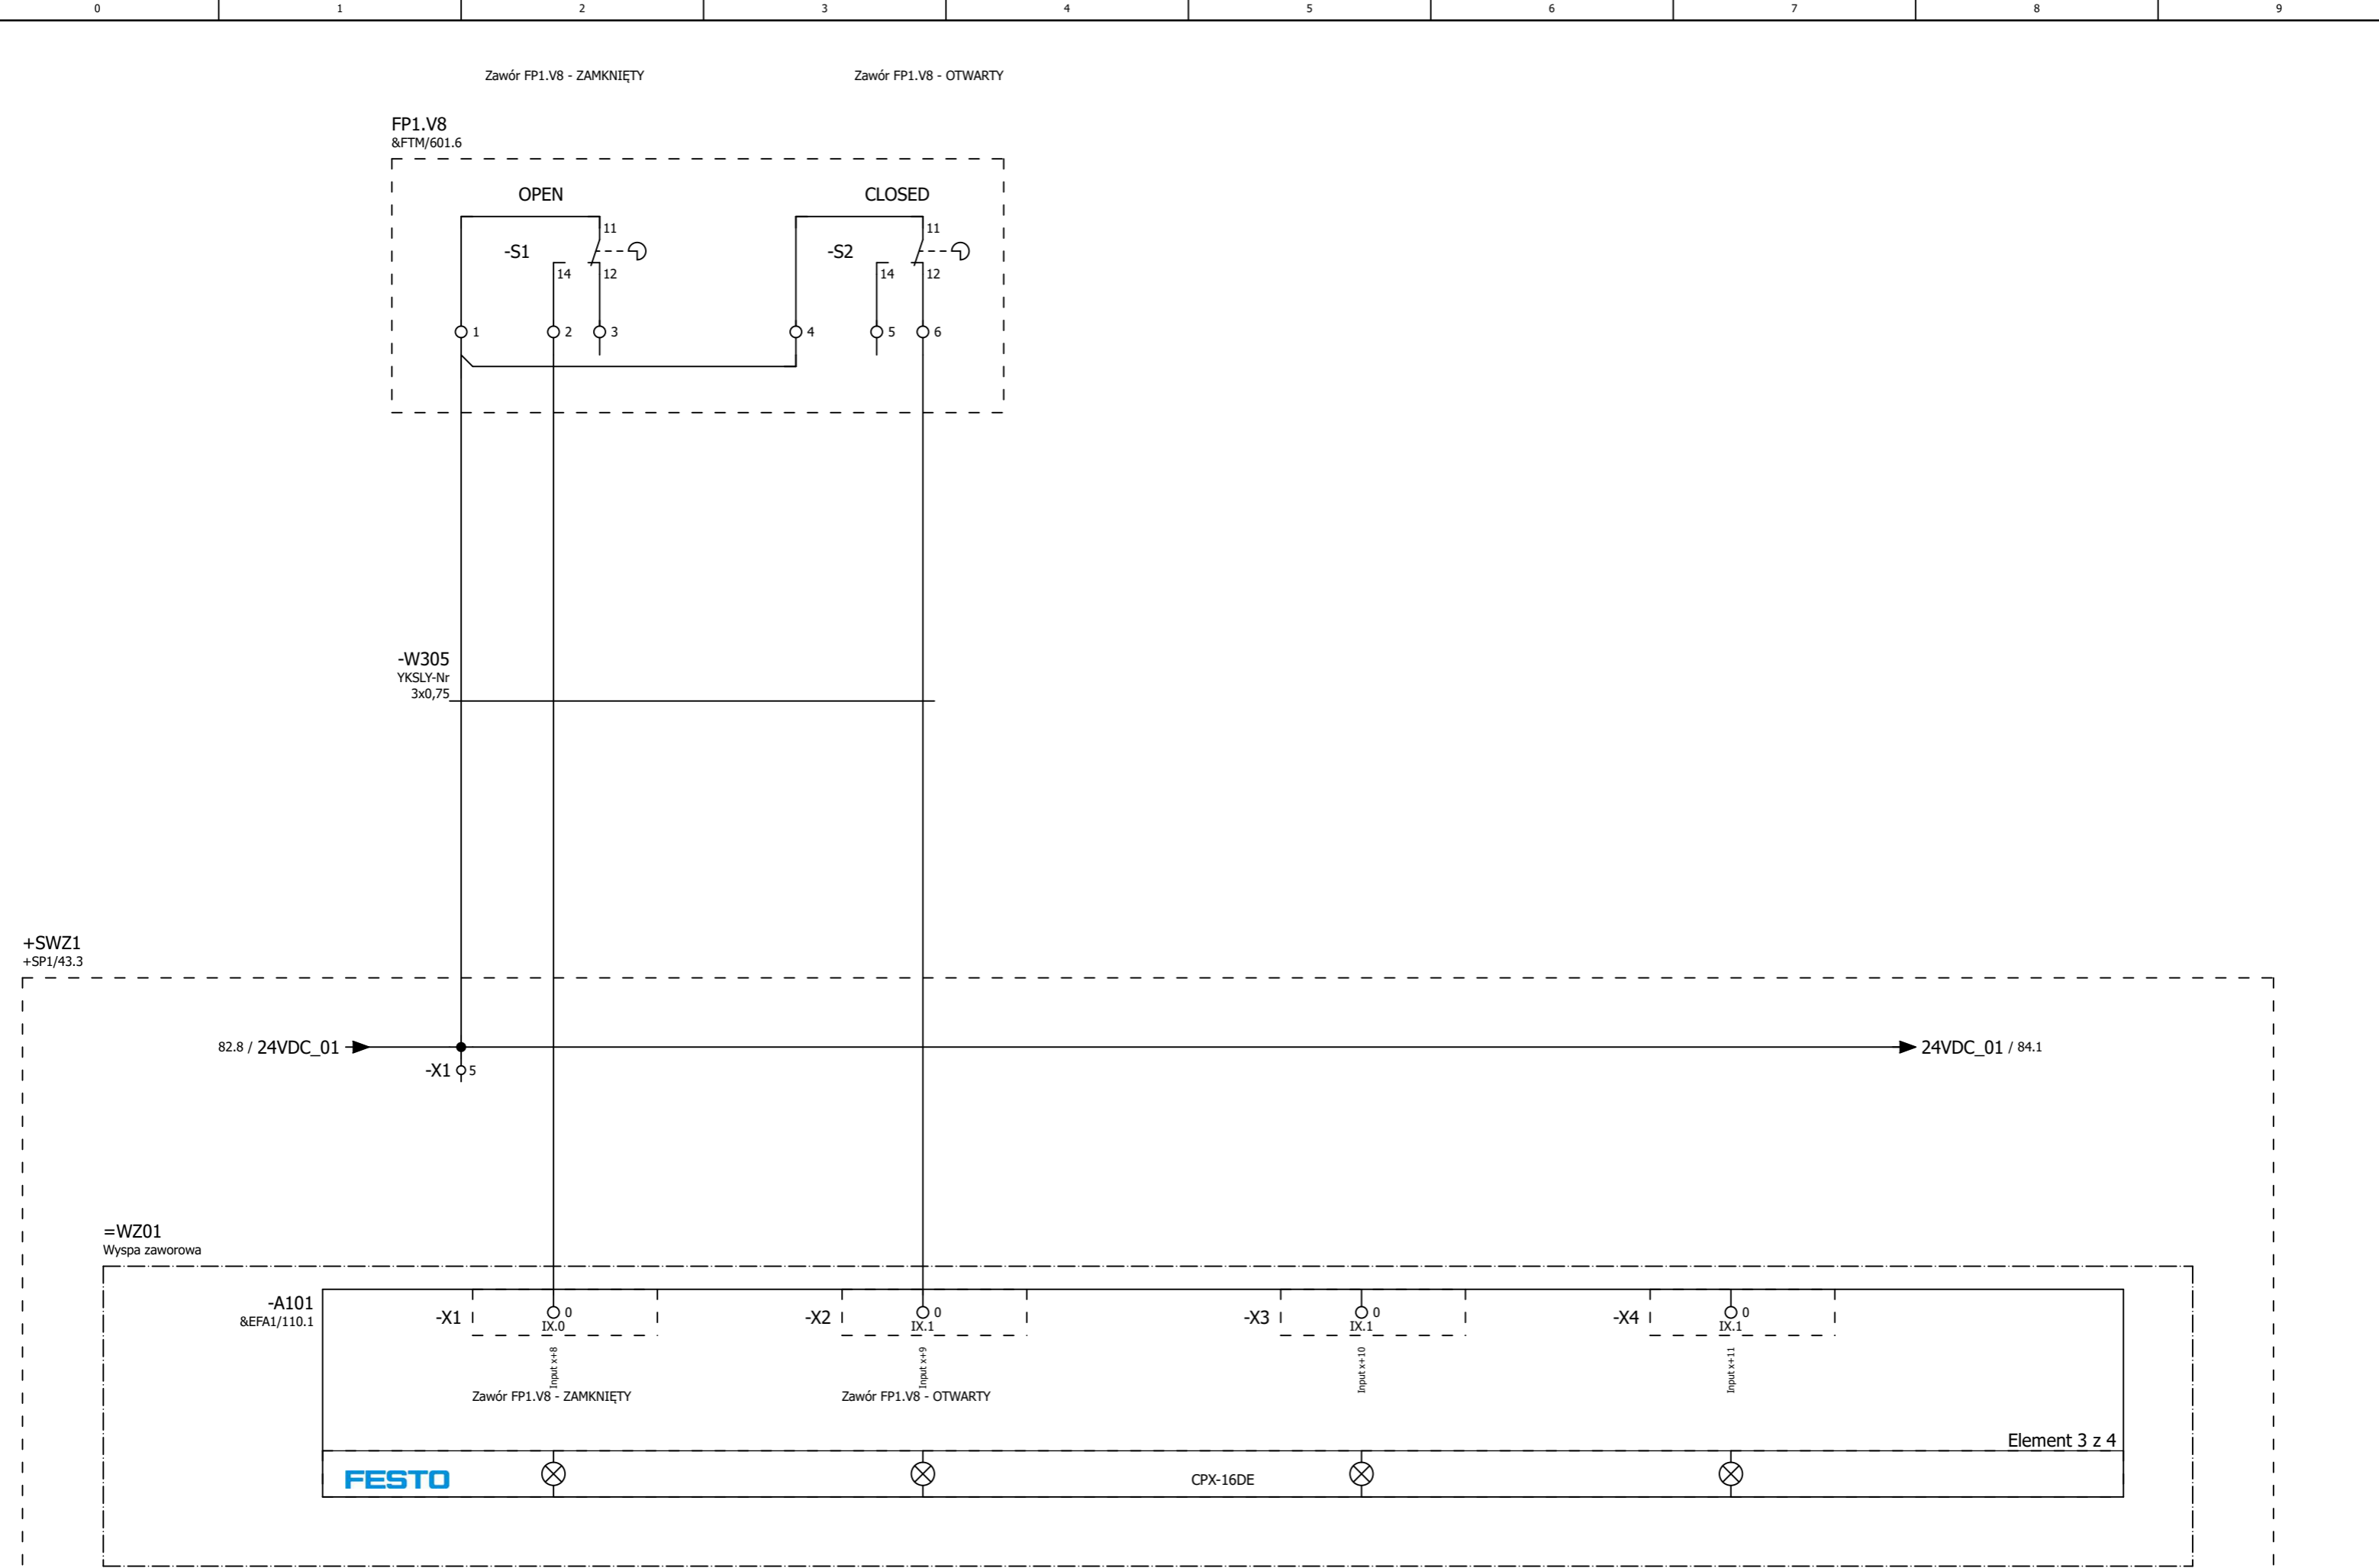 0 1 2 3 4 5 6 7 8 9
Zawór FP1.V8 - ZAMKNIĘTY
Zawór FP1.V8 - OTWARTY
FP1.V8
&FTM/601.6
OPEN
CLOSED
11
11
-S1
-S2
14
12
14
12
1
2
3
4
5
6
-W305
YKSLY-Nr
3x0,75
+SWZ1
+SP1/43.3
82.8 / 24VDC_01
24VDC_01 / 84.1
-X1
5
=WZ01
Wyspa zaworowa
-A101
&EFA1/110.1
-X1
0
IX.0
-X2
0
IX.1
-X3
0
IX.1
-X4
0
IX.1
Input x+8
Input x+9
Input x+10
Input x+11
Zawór FP1.V8 - ZAMKNIĘTY
Zawór FP1.V8 - OTWARTY
Element 3 z 4
FESTO
CPX-16DE